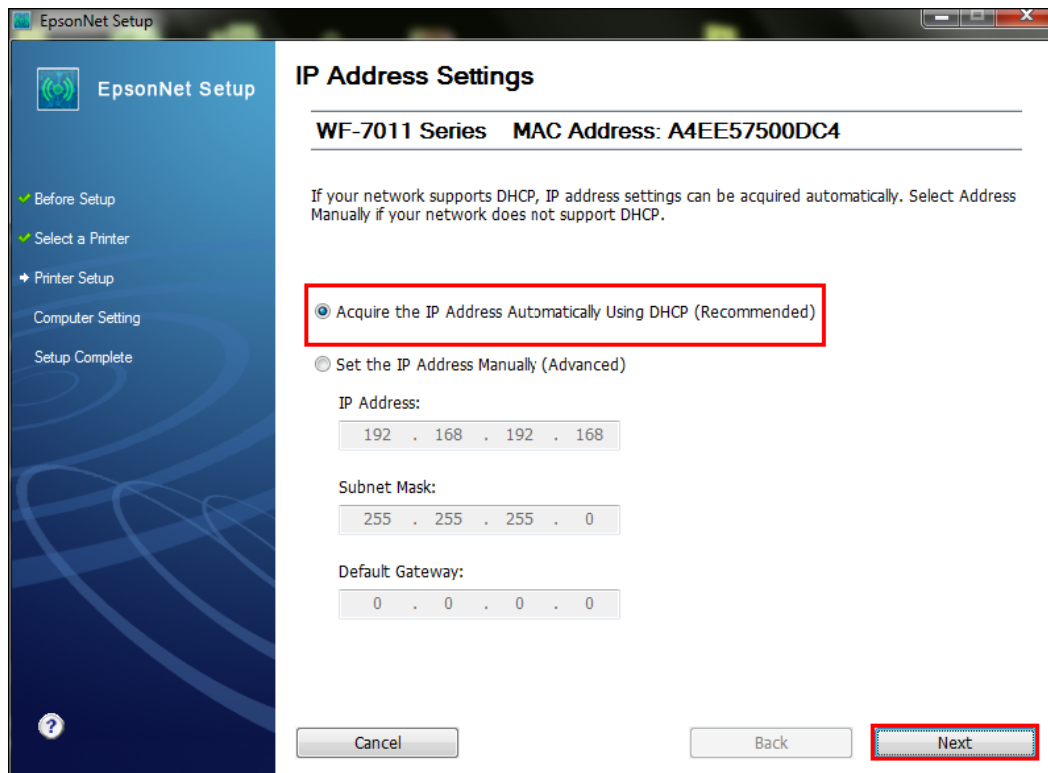 EpsonNet Setup
EpsonNet Setup
Before Setup
Select a Printer
Printer Setup
Computer Setting
Setup Complete
IP Address Settings
WF-7011 Series MAC Address: A4EE57500DC4
If your network supports DHCP, IP address settings can be acquired automatically. Select Address
Manually if your network does not support DHCP.
Acquire the IP Address Automatically Using DHCP (Recommended)
Set the IP Address Manually (Advanced)
IP Address:
192 . 168 . 192 . 168
Subnet Mask:
255 . 255 . 255 . 0
Default Gateway:
0 . 0 . 0 . 0
?
Cancel
Back
Next